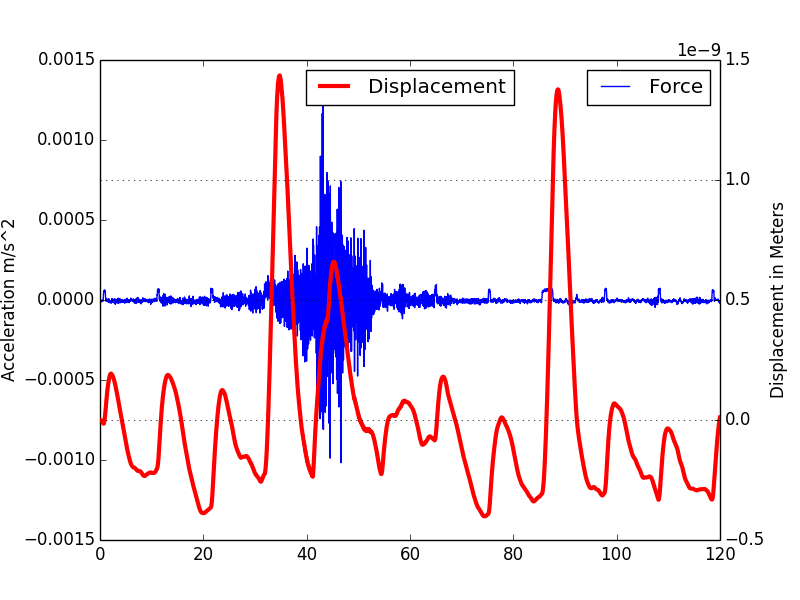 1e−9
0.0015
0.0010
0.0005
0.0000
−0.0005
−0.0010
−0.0015
Acceleration m/s^2
Displacement
Force
1.5
1.0
0.5
0.0
−0.5
Displacement in Meters
0 20 40 60 80 100 120